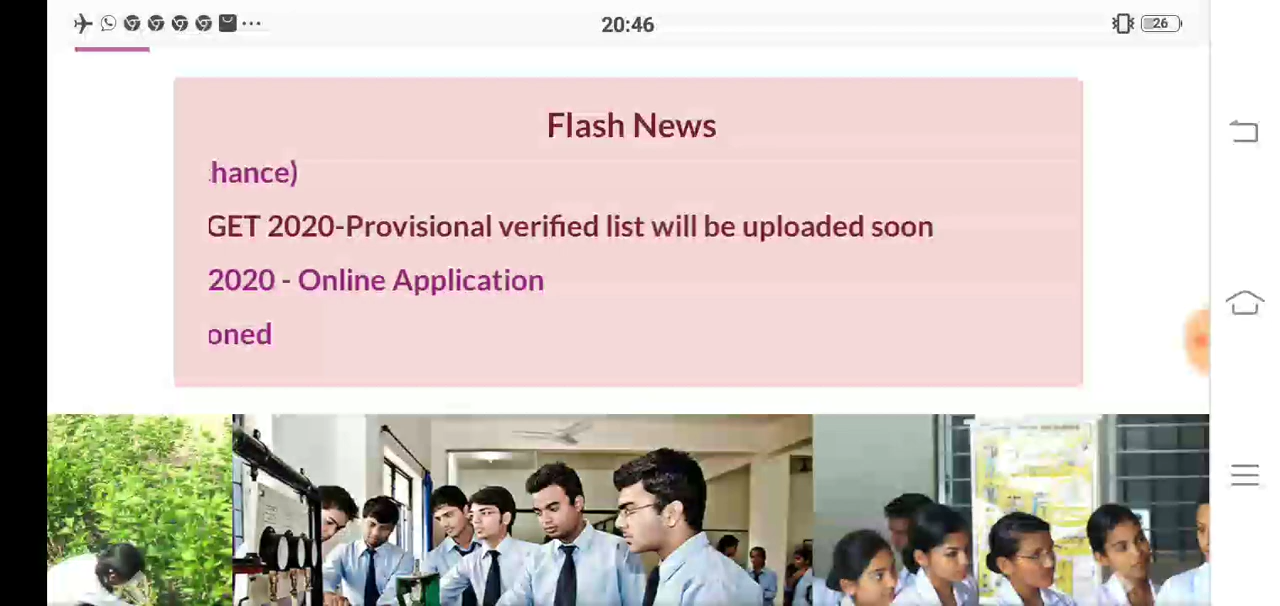 20:46
26
Flash News
hance)
GET 2020-Provisional verified list will be uploaded soon
2020 - Online Application
oned